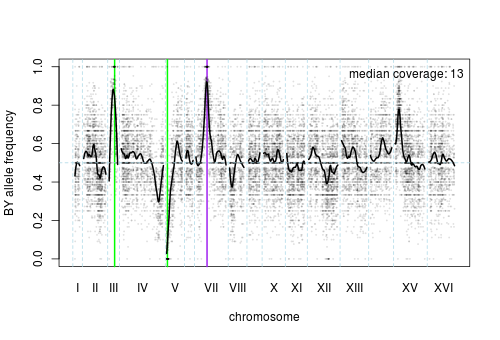 median coverage: 13
BY allele frequency
1.0
0.8
0.6
0.4
0.2
0.0
I II III IV V VII VIII X XI XII XIII XV XVI
chromosome